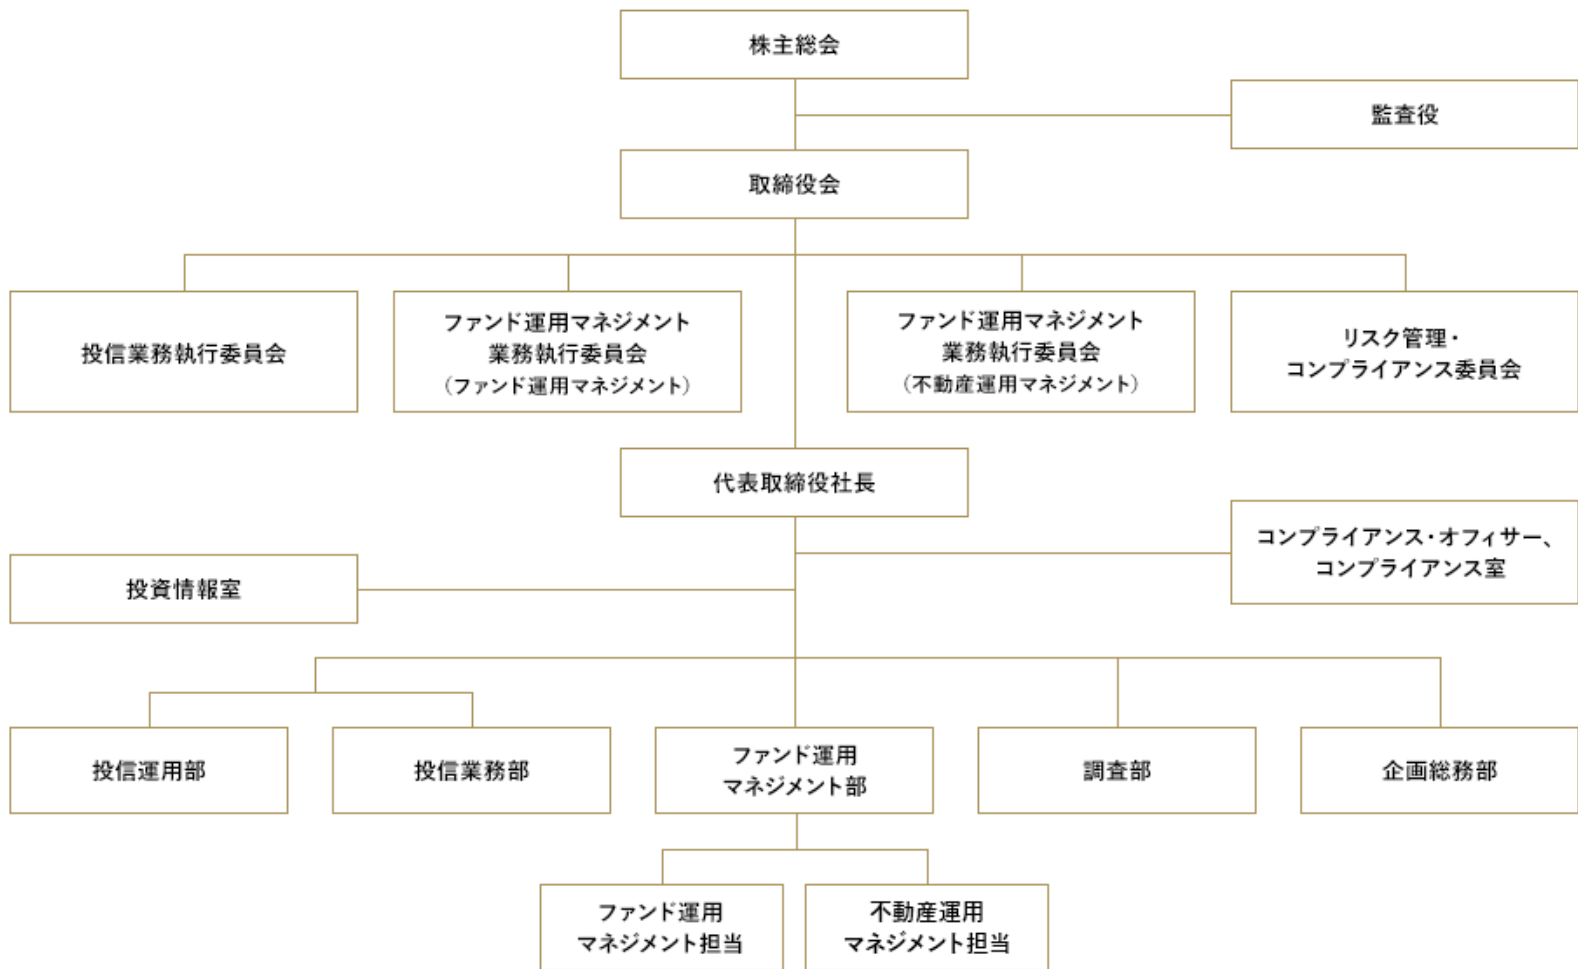 株主総会
監査役
取締役会
投信業務執行委員会
ファンド運用マネジメント
業務執行委員会
（ファンド運用マネジメント）
ファンド運用マネジメント
業務執行委員会
（不動産運用マネジメント）
リスク管理・
コンプライアンス委員会
代表取締役社長
コンプライアンス・オフィサー、
コンプライアンス室
投資情報室
投信運用部
投信業務部
ファンド運用
マネジメント部
調査部
企画総務部
ファンド運用
マネジメント担当
不動産運用
マネジメント担当